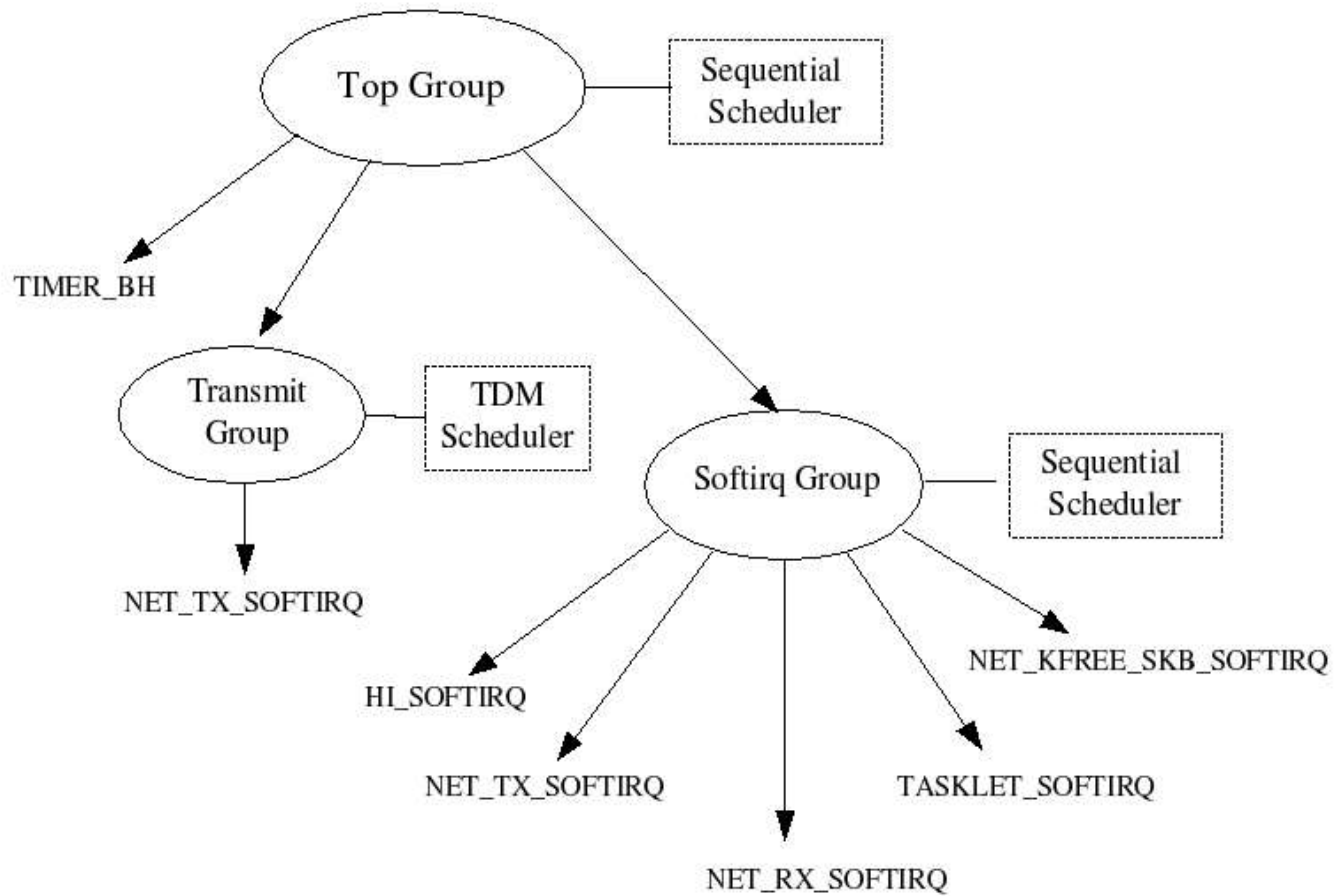 Top Group
Sequential
Scheduler
TIMER_BH
Transmit
Group
TDM
Scheduler
Softirq Group
Sequential
Scheduler
NET_TX_SOFTIRQ
HI_SOFTIRQ
NET_TX_SOFTIRQ
NET_RX_SOFTIRQ
TASKLET_SOFTIRQ
NET_KFREE_SKB_SOFTIRQ